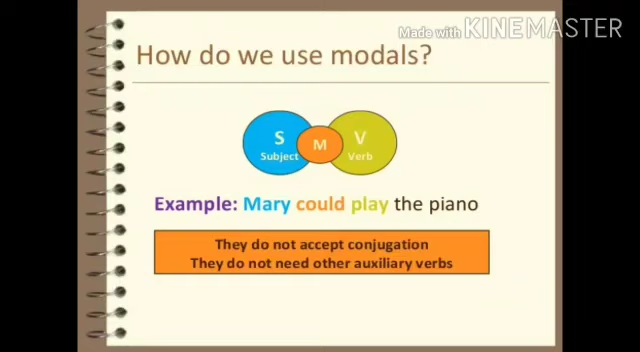 Made with KINEMASTER
How do we use modals?
S M V
Subject Verb
Example: Mary could play the piano
They do not accept conjugation
They do not need other auxiliary verbs